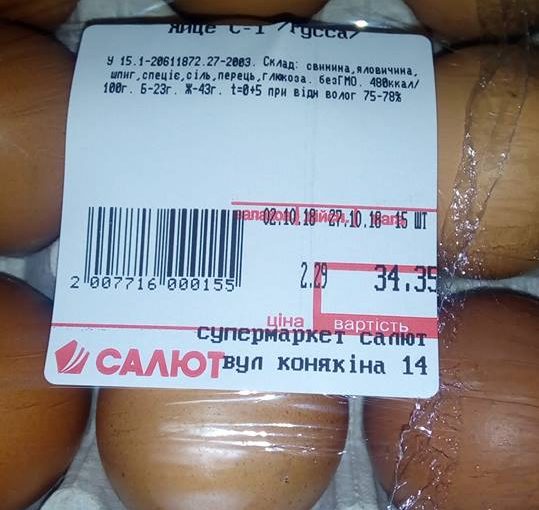 яйце С-1 /Русса/
У 15.1-20611872.27-2003. Склад: свинина,яловичина,
шпиг,спеціє,сіль,перець,глюкоза. безГМО. 480ккал/
100г. Б-23г. Ж-43г. t=0+5 при відн волог 75-78%
02.10.18 27.10.18 15 ШТ
2 007716 000155
2.29 34.35
ціна вартість
супермаркет салют
САЛЮТ вул конякіна 14